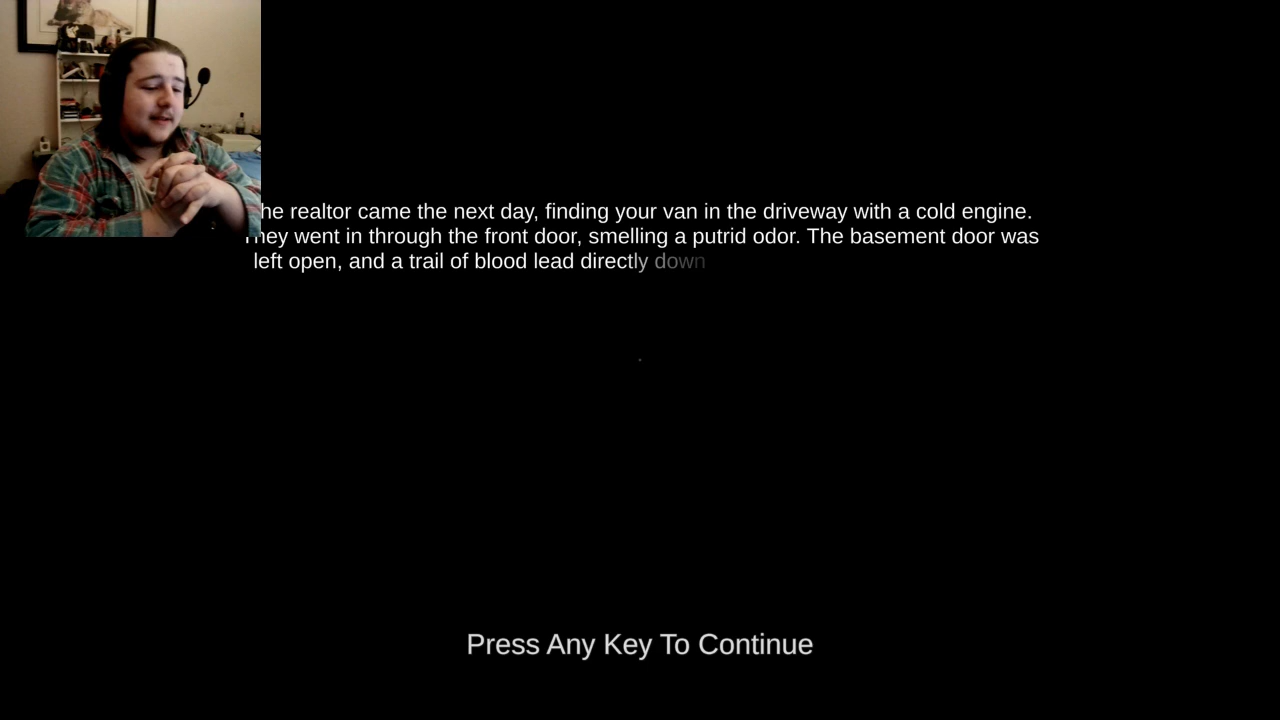 he realtor came the next day, finding your van in the driveway with a cold engine.
They went in through the front door, smelling a putrid odor. The basement door was
left open, and a trail of blood lead directly down
Press Any Key To Continue